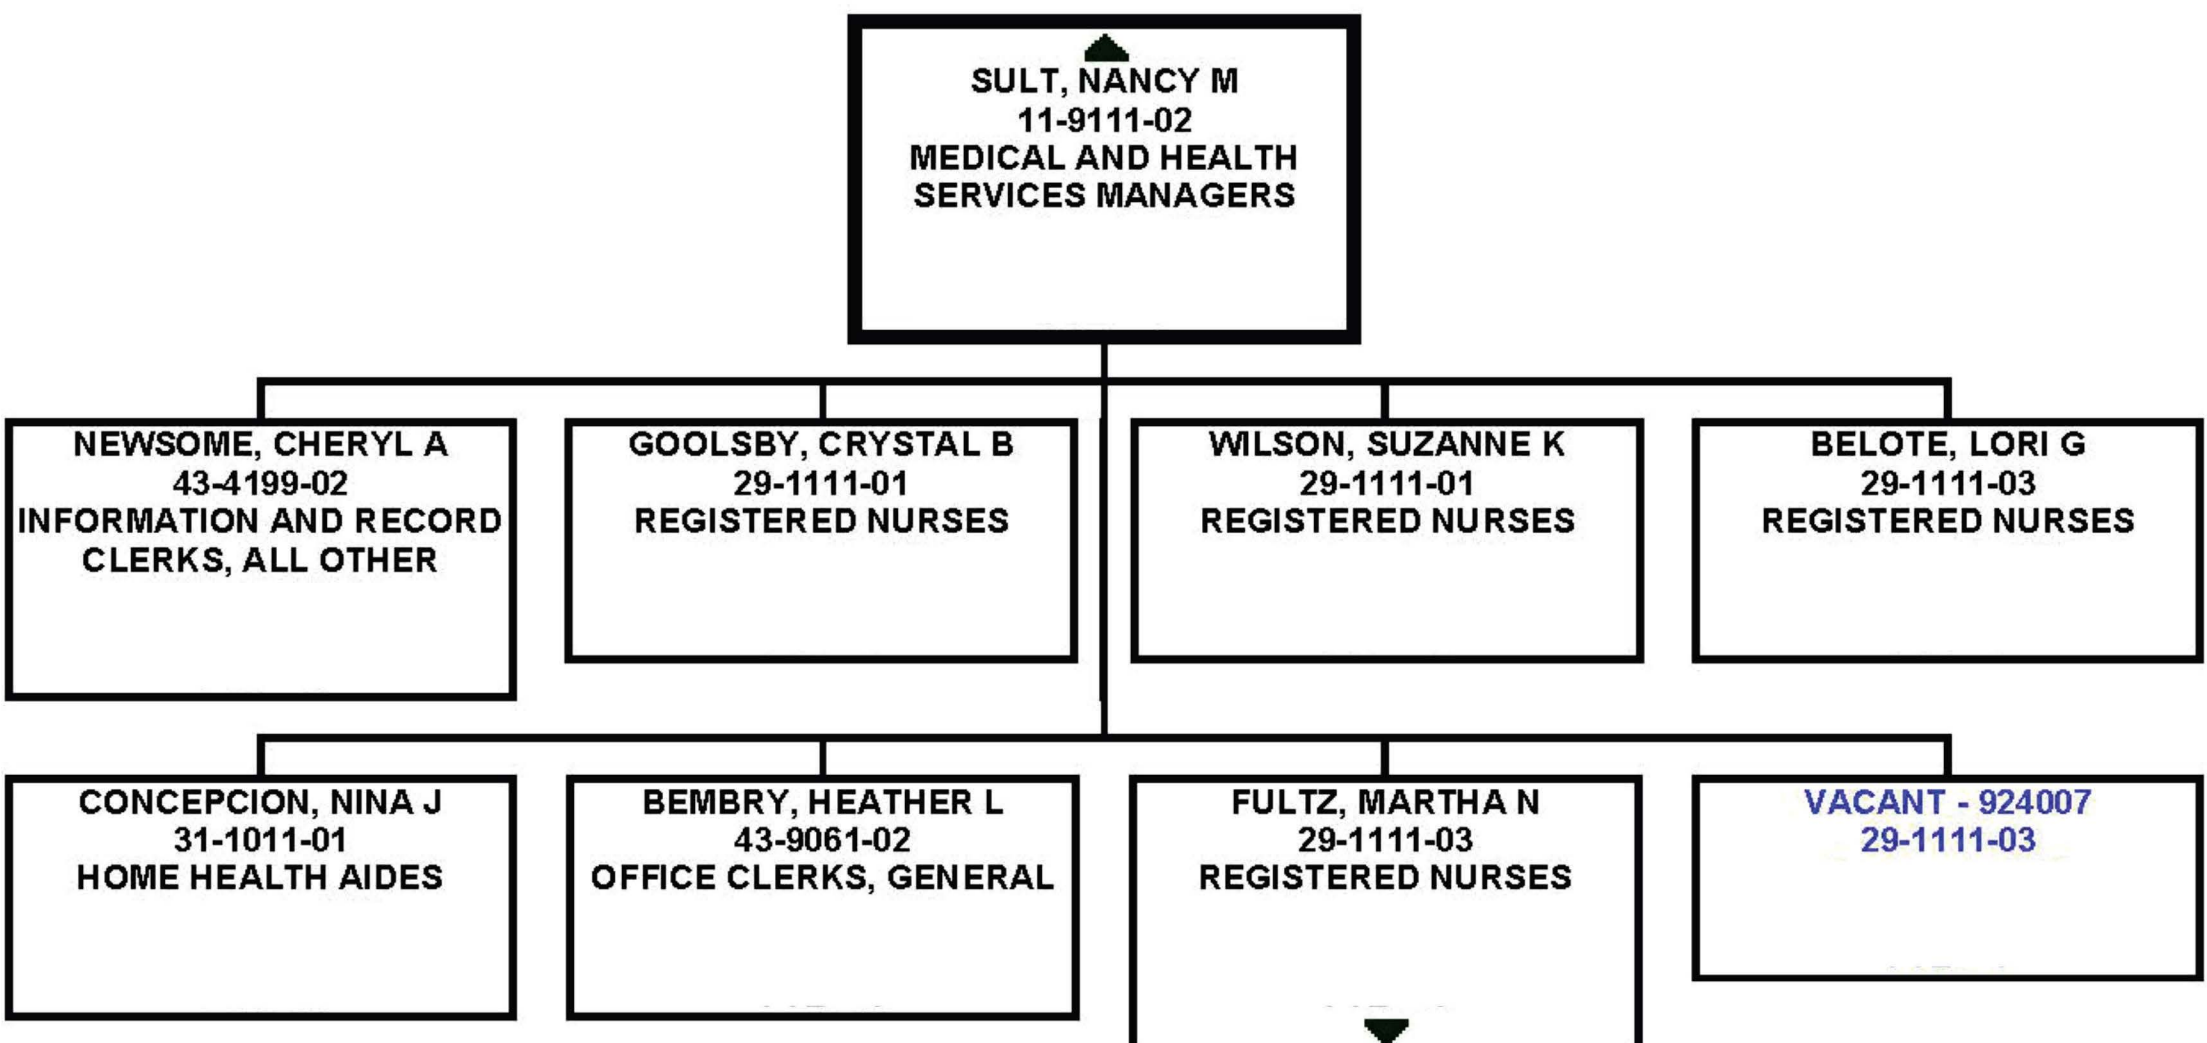 SULT, NANCY M
11-9111-02
MEDICAL AND HEALTH
SERVICES MANAGERS
NEWSOME, CHERYL A
43-4199-02
INFORMATION AND RECORD
CLERKS, ALL OTHER
GOOLSBY, CRYSTAL B
29-1111-01
REGISTERED NURSES
WILSON, SUZANNE K
29-1111-01
REGISTERED NURSES
BELOTE, LORI G
29-1111-03
REGISTERED NURSES
CONCEPCION, NINA J
31-1011-01
HOME HEALTH AIDES
BEMBRY, HEATHER L
43-9061-02
OFFICE CLERKS, GENERAL
FULTZ, MARTHA N
29-1111-03
REGISTERED NURSES
VACANT - 924007
29-1111-03